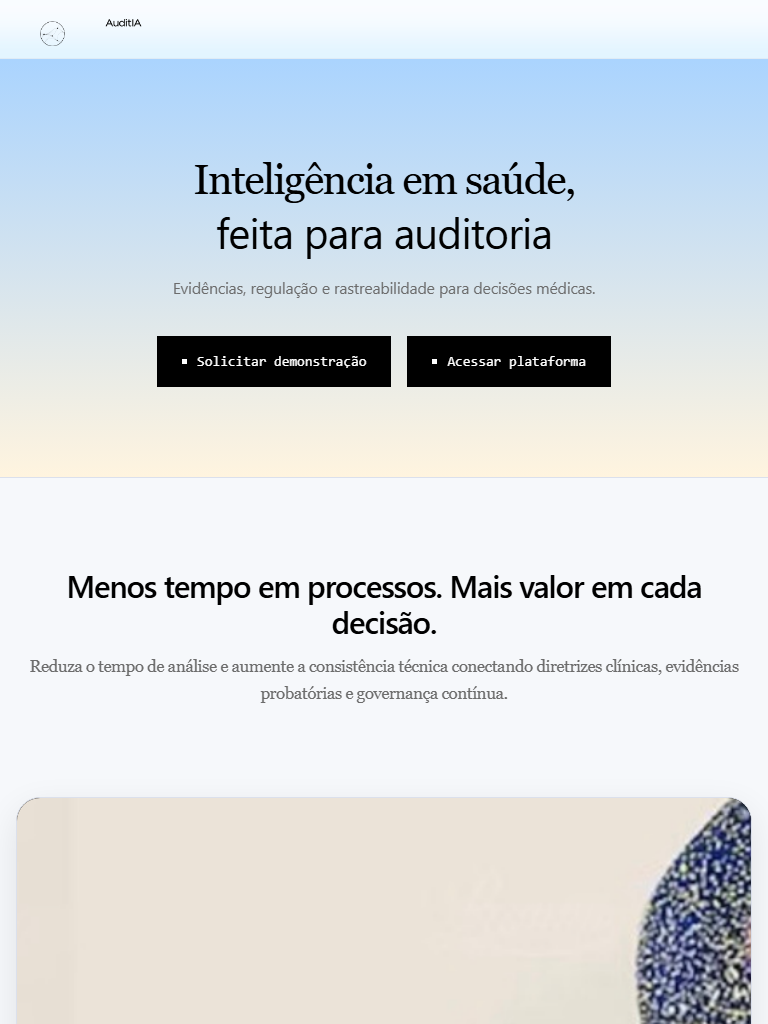 AuditIA
Inteligência em saúde,
feita para auditoria
Evidências, regulação e rastreabilidade para decisões médicas.
Solicitar demonstração
Acessar plataforma
Menos tempo em processos. Mais valor em cada
decisão.
Reduza o tempo de análise e aumente a consistência técnica conectando diretrizes clínicas, evidências
probatórias e governança contínua.